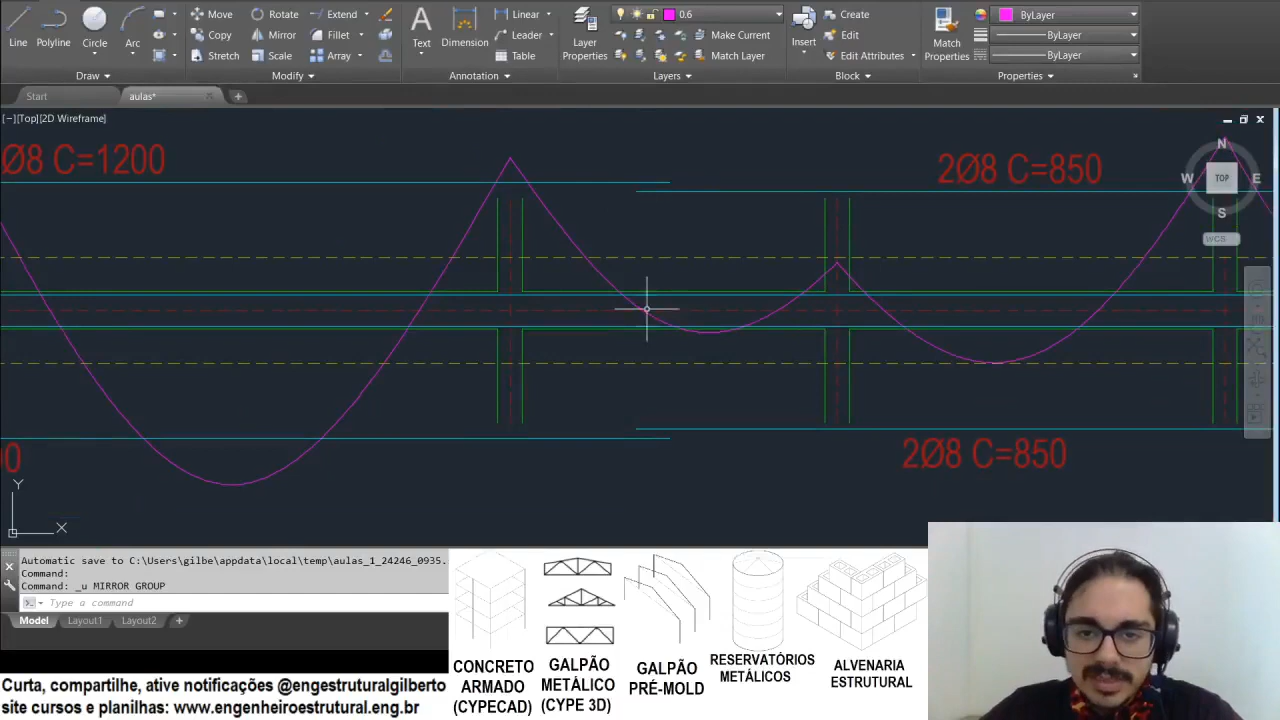 Line
Polyline
Circle
Arc
Move
Copy
Stretch
Rotate
Mirror
Scale
Extend
Fillet
Array
Text
Dimension
Linear
Leader
Table
Layer
Properties
0.6
Make Current
Match Layer
Insert
Create
Edit
Edit Attributes
Match
Properties
ByLayer
ByLayer
ByLayer
Draw
Modify
Annotation
Layers
Block
Properties
Start
aulas*
[−][Top][2D Wireframe]
Ø8 C=1200
2Ø8 C=850
N
W
TOP
E
S
WCS
0
2Ø8 C=850
Y
X
Automatic save to C:\Users\gilbe\appdata\local\temp\aulas_1_24246_0935.
Command:
Command: _u MIRROR GROUP
Type a command
Model
Layout1
Layout2
CONCRETO
ARMADO
(CYPECAD)
GALPÃO
METÁLICO
(CYPE 3D)
GALPÃO
PRÉ-MOLD
RESERVATÓRIOS
METÁLICOS
ALVENARIA
ESTRUTURAL
Curta, compartilhe, ative notificações @engestruturalgilberto
site cursos e planilhas: www.engenheiroestrutural.eng.br